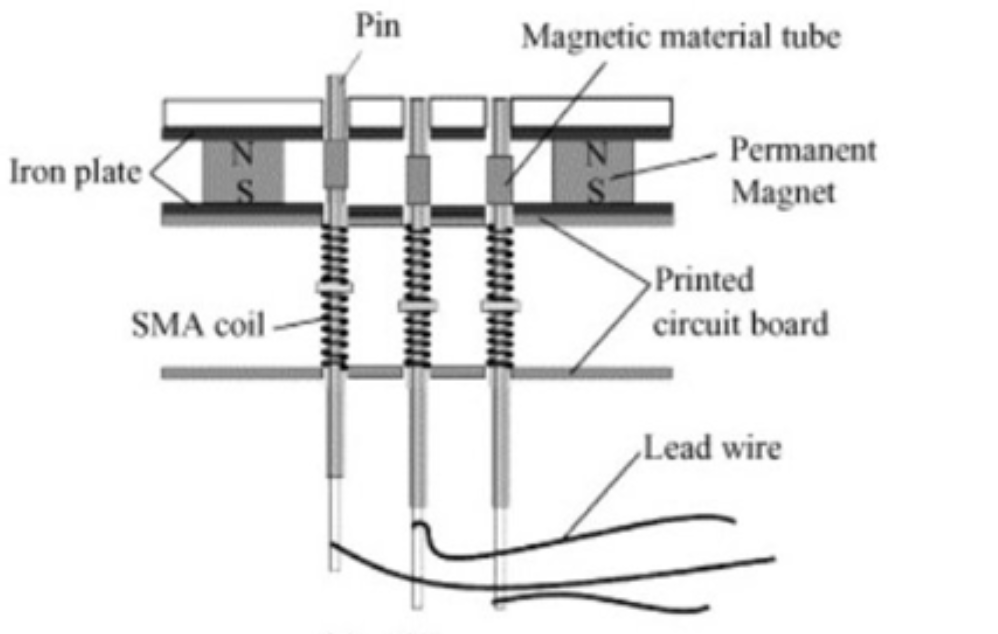 Pin
Magnetic material tube
N
S
N
S
Iron plate
Permanent
Magnet
Printed
circuit board
SMA coil
Lead wire